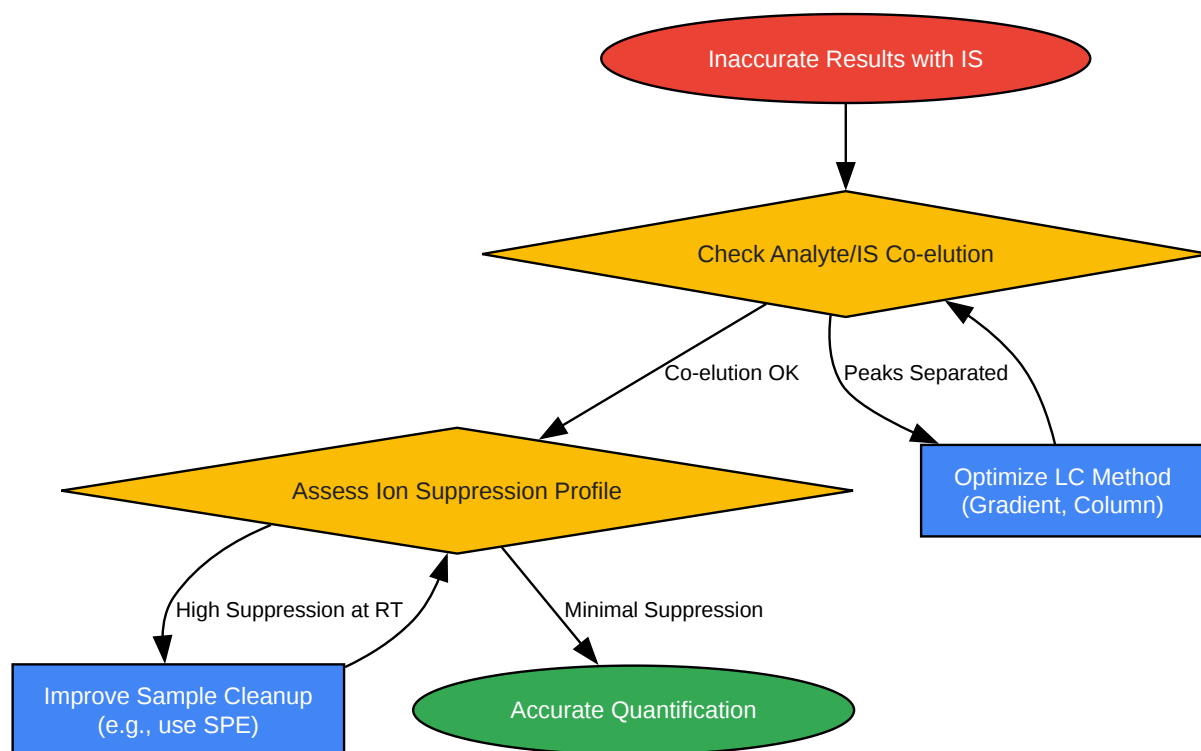 Inaccurate Results with IS
Check Analyte/IS Co-elution
Co-elution OK
Peaks Separated
Optimize LC Method
(Gradient, Column)
Assess Ion Suppression Profile
High Suppression at RT
Minimal Suppression
Improve Sample Cleanup
(e.g., use SPE)
Accurate Quantification